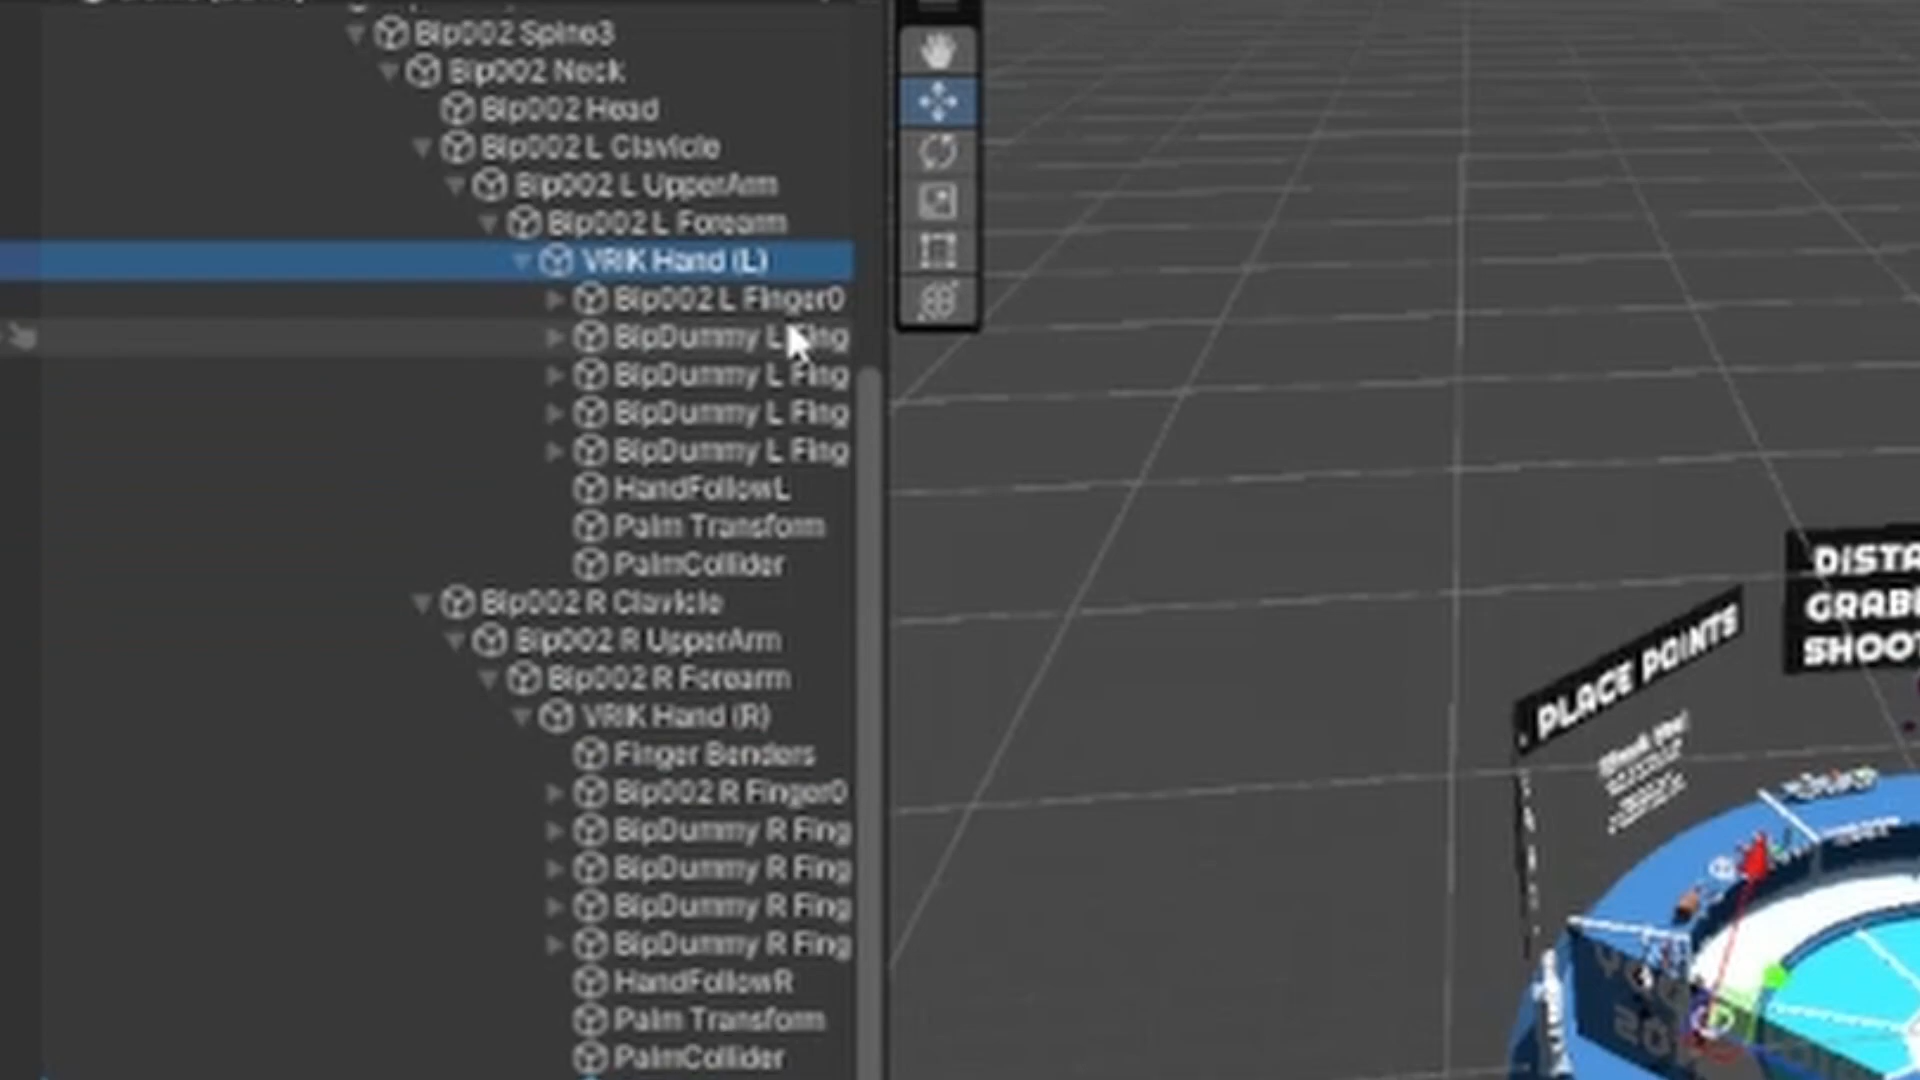 Bip002 Spine3
Bip002 Neck
Bip002 Head
Bip002 L Clavicle
Bip002 L UpperArm
Bip002 L Forearm
VRIK Hand (L)
Bip002 L Finger0
BipDummy L Fing
BipDummy L Fing
BipDummy L Fing
BipDummy L Fing
HandFollowL
Palm Transform
PalmCollider
Bip002 R Clavicle
Bip002 R UpperArm
Bip002 R Forearm
VRIK Hand (R)
Finger Benders
Bip002 R Finger0
BipDummy R Fing
BipDummy R Fing
BipDummy R Fing
BipDummy R Fing
HandFollowR
Palm Transform
PalmCollider
DISTA
GRAB
SHOOT
PLACE POINTS